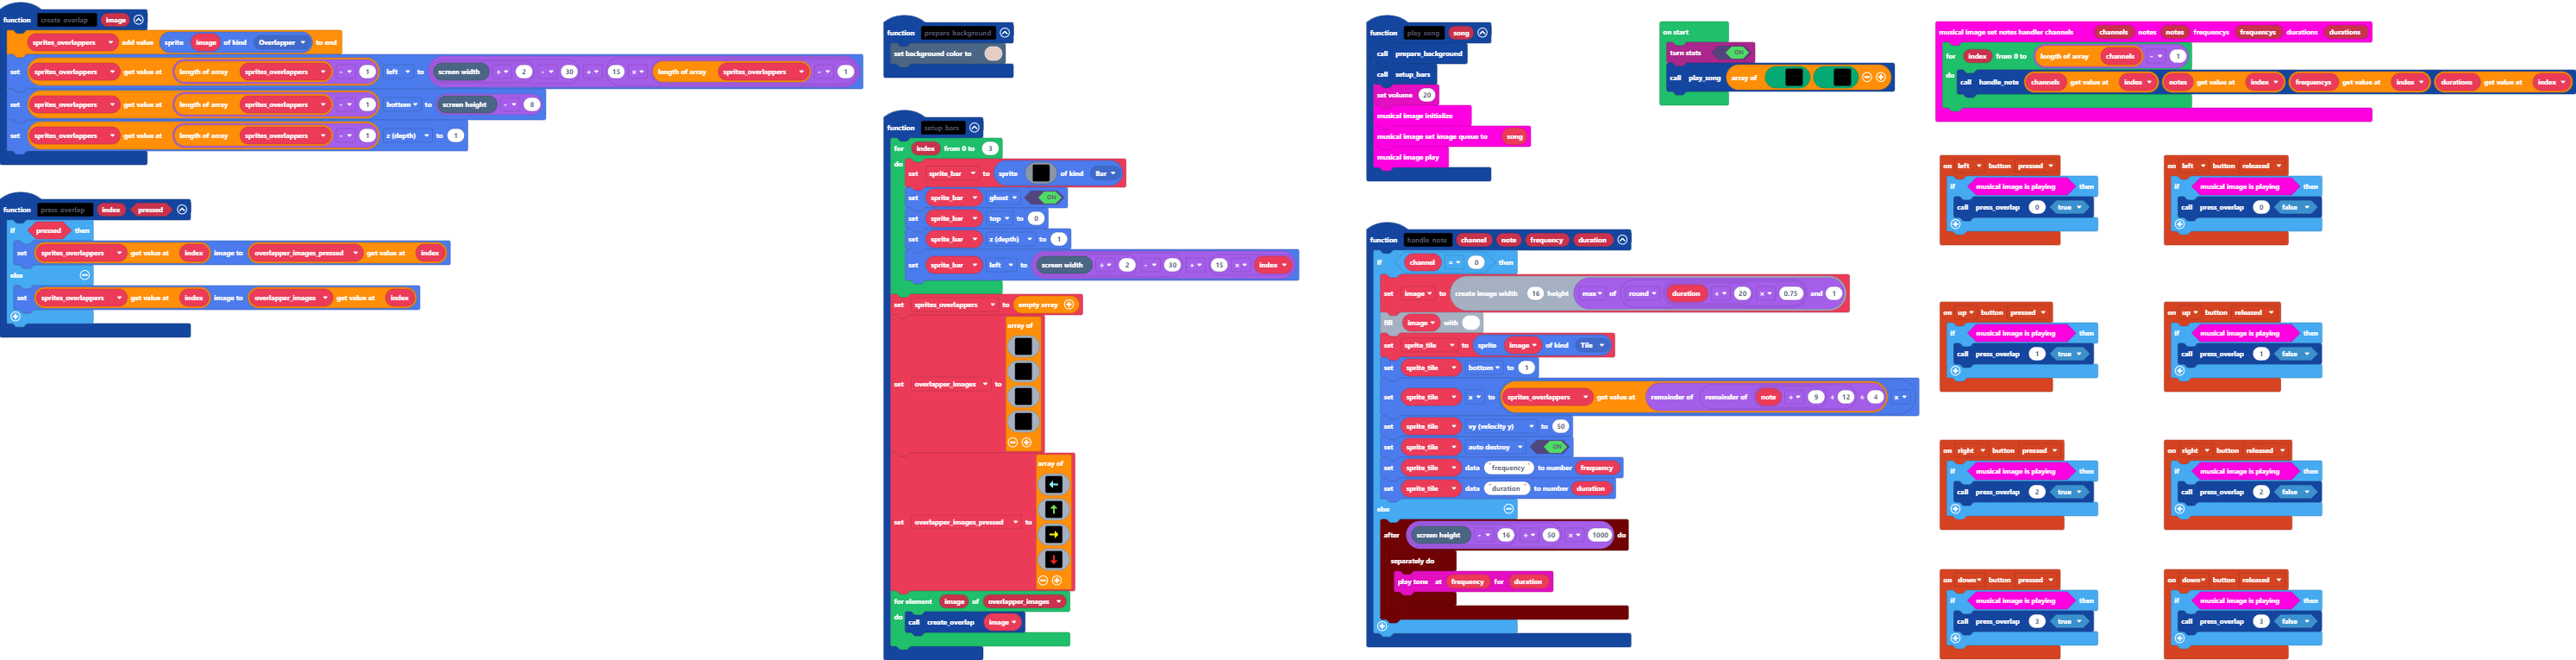 function create overlap image
sprites_overlappers add value sprite image of kind Overlapper to end
set sprites_overlappers get value at length of array sprites_overlappers - 1 left to screen width ÷ 2 - 30 + 15 × length of array sprites_overlappers - 1
set sprites_overlappers get value at length of array sprites_overlappers - 1 bottom to screen height - 8
set sprites_overlappers get value at length of array sprites_overlappers - 1 z (depth) to 1
function press overlap index pressed
if pressed then
set sprites_overlappers get value at index image to overlapper_images_pressed get value at index
else
set sprites_overlappers get value at index image to overlapper_images get value at index
function prepare background
set background color to
function setup bars
for index from 0 to 3
do
set sprite_bar to sprite of kind Bar
set sprite_bar ghost ON
set sprite_bar top to 0
set sprite_bar z (depth) to 1
set sprite_bar left to screen width ÷ 2 - 30 + 15 × index
set sprites_overlappers to empty array
array of
set overlapper_images to
array of
set overlapper_images_pressed to
for element image of overlapper_images
do call create_overlap image
function play song song
call prepare_background
call setup_bars
set volume 20
musical image initialize
musical image set image queue to song
musical image play
on start
turn stats ON
call play_song array of
function handle note channel note frequency duration
if channel = 0 then
set image to create image width 16 height max of round duration ÷ 20 × 0.75 and 1
fill image with
set sprite_tile to sprite image of kind Tile
set sprite_tile bottom to 1
set sprite_tile x to sprites_overlappers get value at remainder of remainder of note + 9 ÷ 12 ÷ 4 x
set sprite_tile vy (velocity y) to 50
set sprite_tile auto destroy ON
set sprite_tile data "frequency" to number frequency
set sprite_tile data "duration" to number duration
else
after screen height - 16 ÷ 50 × 1000 do
separately do
play tone at frequency for duration
musical image set notes handler channels channels notes notes frequencys frequencys durations durations
for index from 0 to length of array channels - 1
do call handle_note channels get value at index notes get value at index frequencys get value at index durations get value at index
on left button pressed
if musical image is playing then
call press_overlap 0 true
on left button released
if musical image is playing then
call press_overlap 0 false
on up button pressed
if musical image is playing then
call press_overlap 1 true
on up button released
if musical image is playing then
call press_overlap 1 false
on right button pressed
if musical image is playing then
call press_overlap 2 true
on right button released
if musical image is playing then
call press_overlap 2 false
on down button pressed
if musical image is playing then
call press_overlap 3 true
on down button released
if musical image is playing then
call press_overlap 3 false